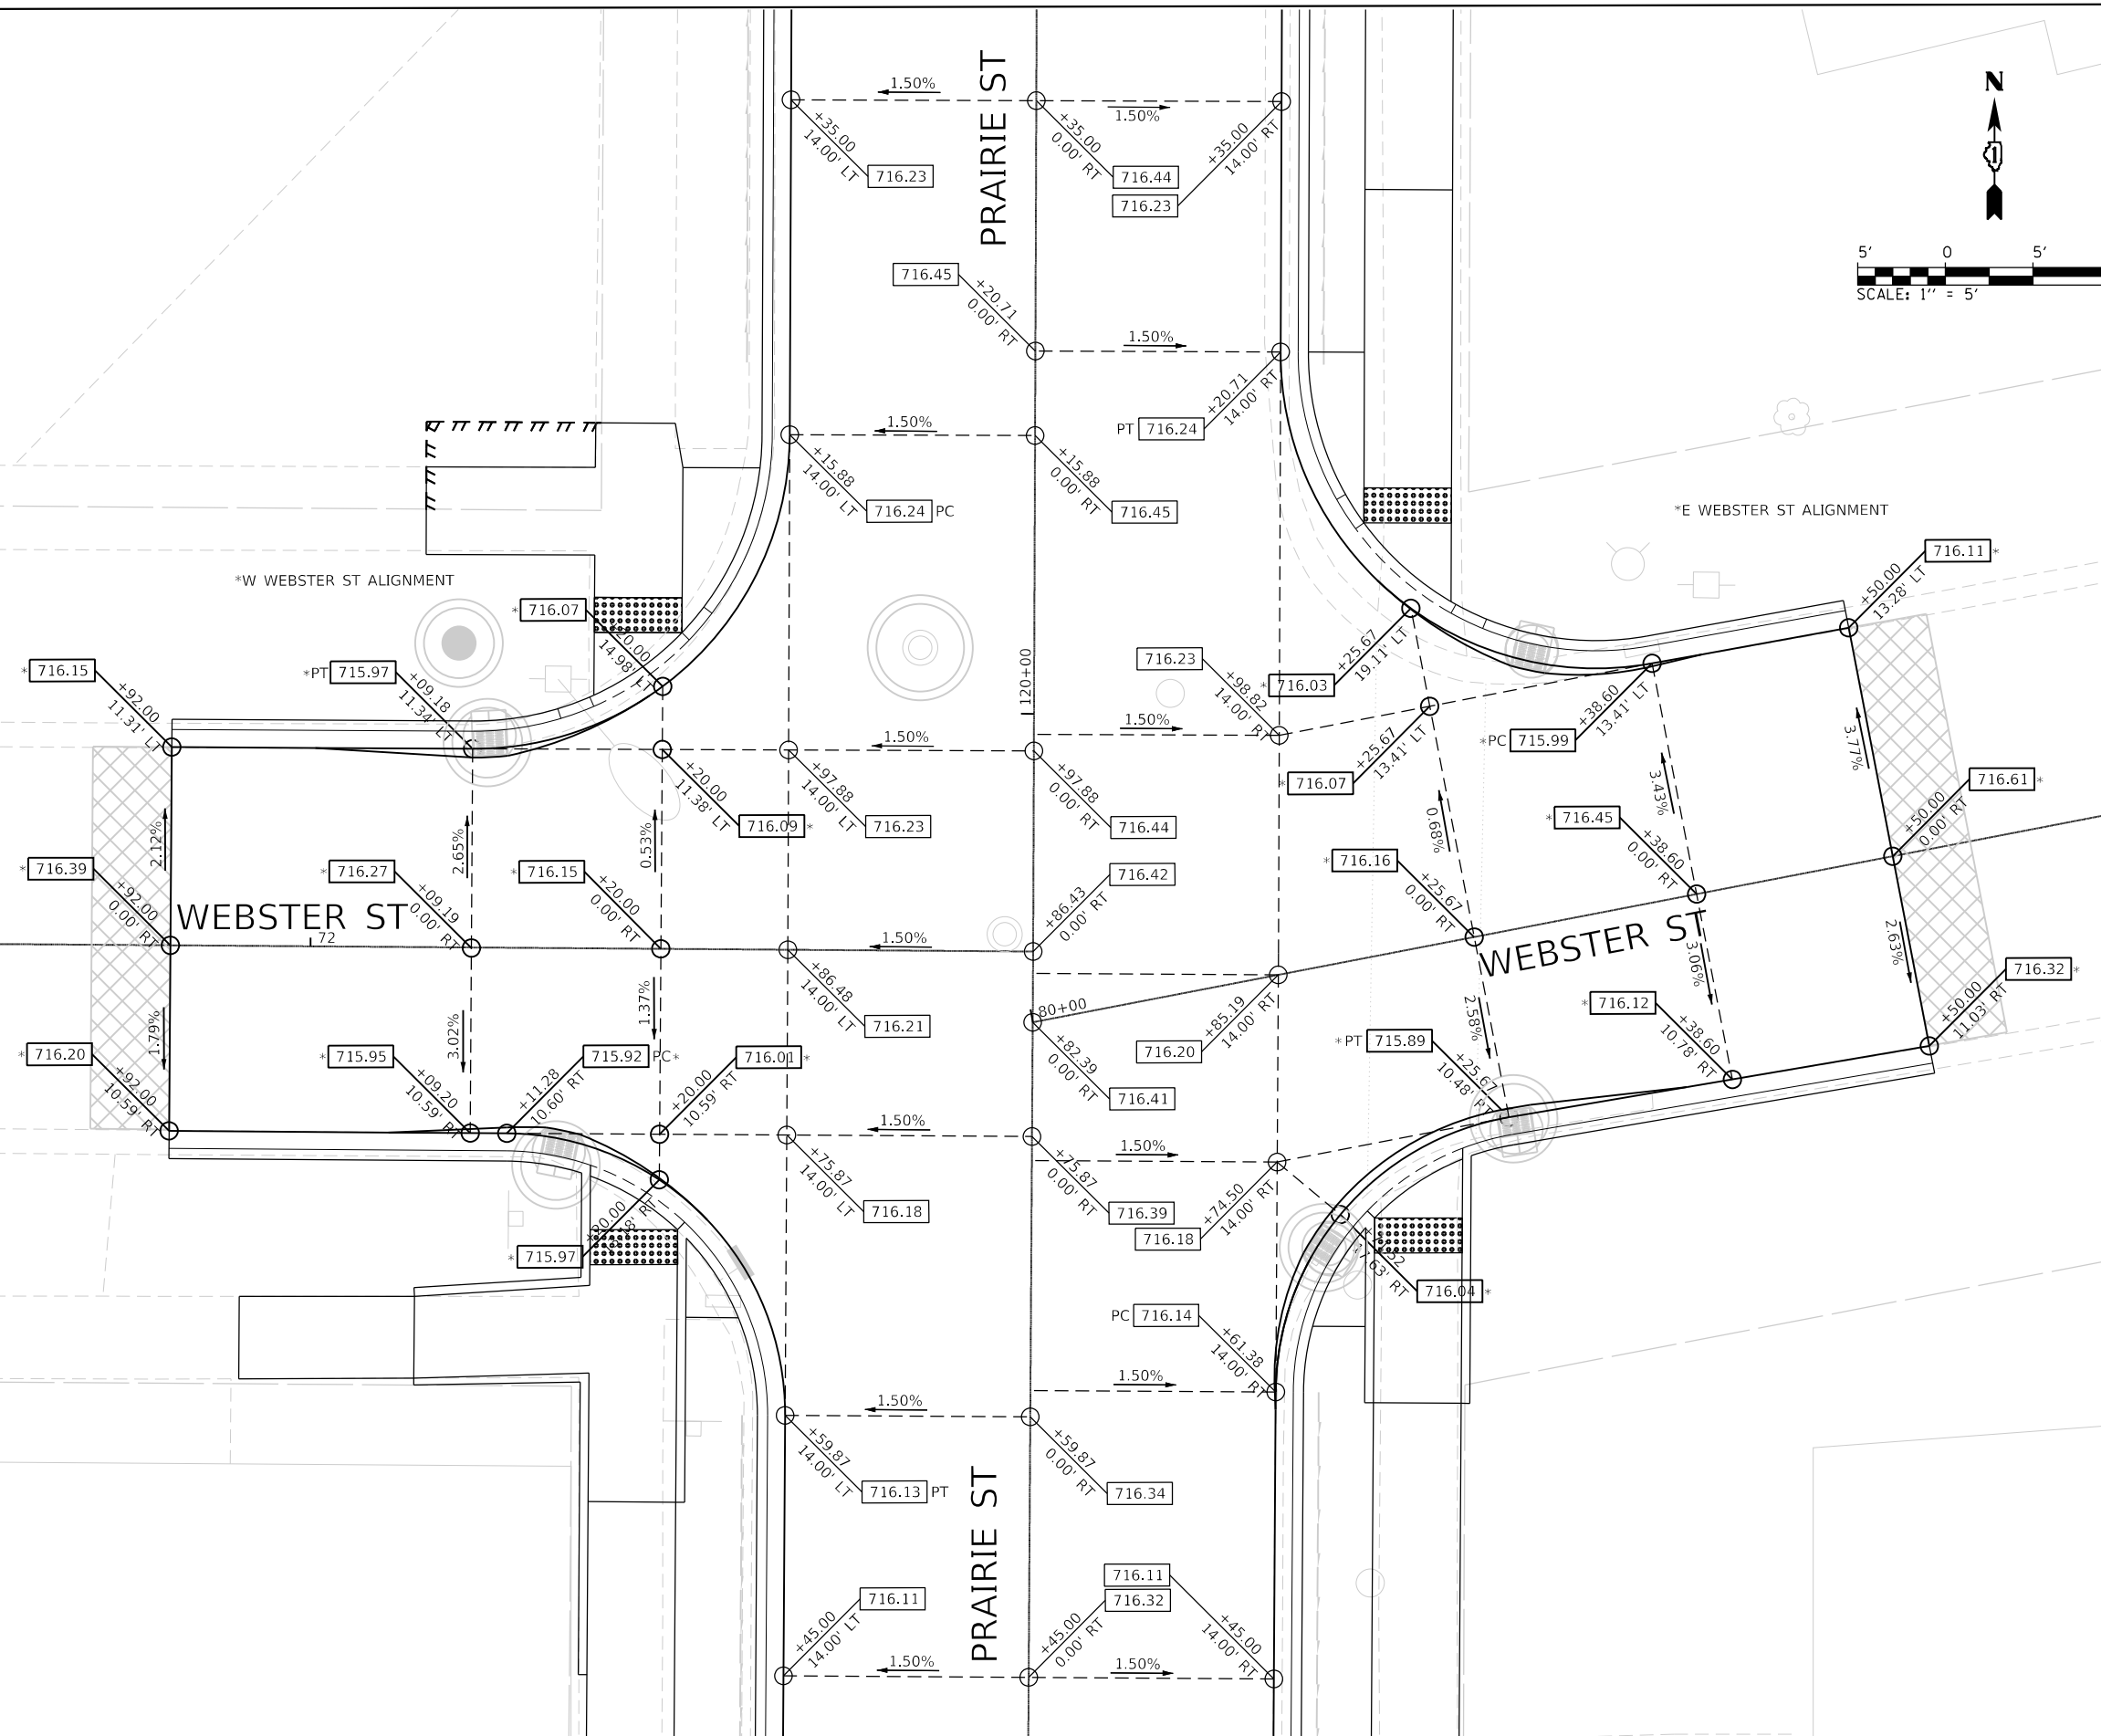 1.50%
+35.00
14.00' LT
716.23
PRAIRIE ST
+35.00
0.00' RT
716.44
1.50%
+35.00
14.00' RT
716.23
N
1
5' 0 5'
SCALE: 1'' = 5'
716.45
+20.71
0.00' RT
1.50%
+20.71
14.00' RT
PT 716.24
1.50%
+15.88
14.00' LT
716.24 PC
+15.88
0.00' RT
716.45
*E WEBSTER ST ALIGNMENT
716.11 *
+50.00
13.28' LT
*W WEBSTER ST ALIGNMENT
* 716.07
14.98' LT
* 716.15
+92.00
11.31' LT
*PT 715.97
+09.18
11.34' LT
120+00
716.23
+98.82
14.00' RT
1.50%
* 716.03
+25.67
19.11' LT
* 716.07
+25.67
13.41' LT
*PC 715.99
+38.60
13.41' LT
3.77%
1.50%
+20.00
11.38' LT
716.09 *
+97.88
14.00' LT
716.23
+97.88
0.00' RT
716.44
716.61 *
+50.00
0.00' RT
3.43%
0.68%
* 716.45
+38.60
0.00' RT
2.12%
2.65%
0.53%
* 716.39
+92.00
0.00' RT
* 716.27
+09.19
0.00' RT
* 716.15
+20.00
0.00' RT
716.42
+86.43
0.00' RT
* 716.16
+25.67
0.00' RT
WEBSTER ST
72
1.50%
WEBSTER ST
2.63%
3.06%
+86.48
14.00' LT
716.21
80+00
+82.39
0.00' RT
716.41
+85.19
14.00' RT
716.20
2.58%
716.32 *
+50.00
11.03' RT
* 716.12
+38.60
10.78' RT
1.79%
3.02%
1.37%
* 716.20
+92.00
10.59' RT
* 715.95
+09.20
10.59' RT
715.92 PC*
+11.28
10.60' RT
716.01 *
+20.00
10.59' RT
*PT 715.89
+25.67
10.48' RT
1.50%
+75.87
14.00' LT
716.18
+75.87
0.00' RT
716.39
1.50%
+74.50
14.00' RT
716.18
* 715.97
716.04 *
PC 716.14
+61.38
14.00' RT
1.50%
1.50%
+59.87
14.00' LT
716.13 PT
+59.87
0.00' RT
716.34
PRAIRIE ST
716.11
+45.00
14.00' LT
716.11
716.32
+45.00
0.00' RT
+45.00
14.00' RT
1.50%
1.50%